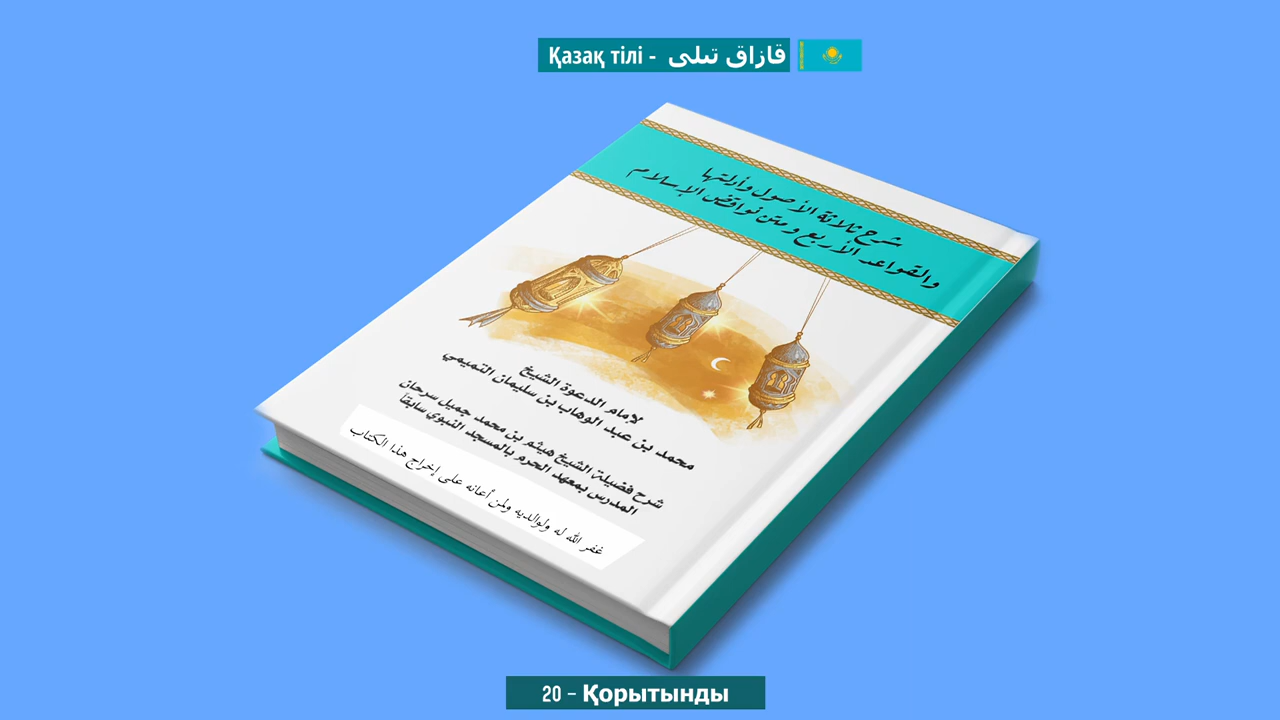 Қазақ тілі - قازاق تىلى
شرح ثلاثة الأصول وأدلتها
والقواعد الأربع ومتن نواقض الإسلام
لإمام الدعوة الشيخ
محمد بن عبد الوهاب بن سليمان التميمي
شرح فضيلة الشيخ هيثم بن محمد جميل سرحان
المدرس بمعهد الحرم بالمسجد النبوي سابقاً
غفر الله له ولوالديه ولمن أعانه على إخراج هذا الكتاب
20 – Қорытынды